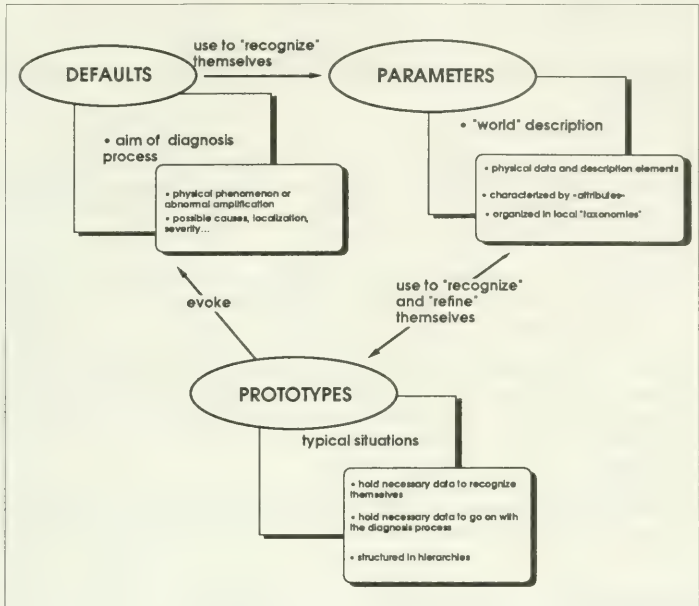 use to "recognize"
themselves
DEFAULTS
PARAMETERS
• aim of diagnosis
process
• physical phenomenon or
abnormal amplification
• possible causes, localization,
severity...
• "world" description
• physical data and description elements
• characterized by -attributes-
• organized in local "taxonomies"
evoke
use to "recognize"
and "refine"
themselves
PROTOTYPES
typical situations
• hold necessary data to recognize
themselves
• hold necessary data to go on with
the diagnosis process
• structured in hierarchies